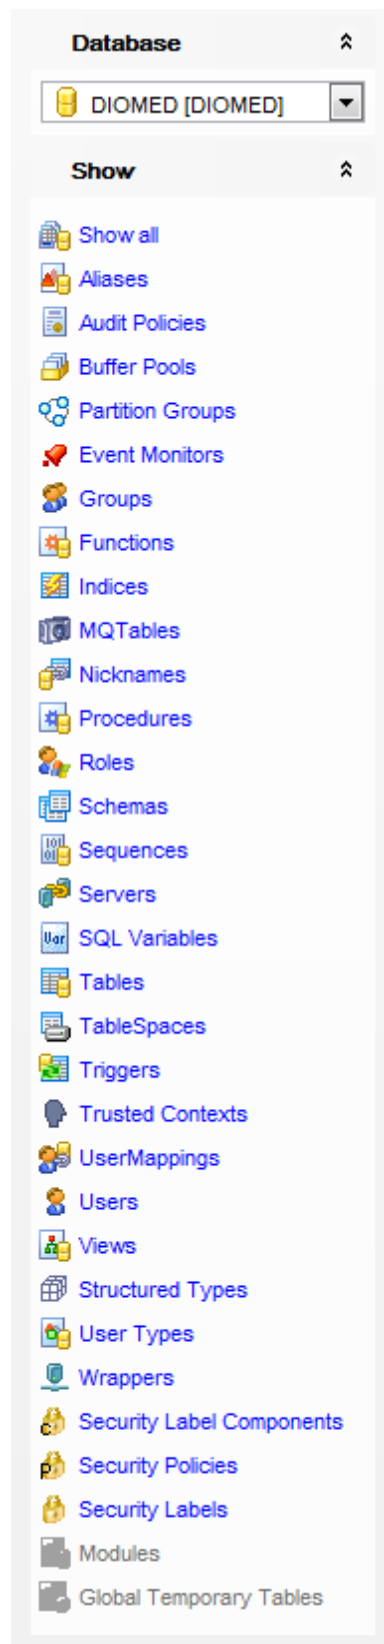 Database
DIOMED [DIOMED]
Show
Show all
Aliases
Audit Policies
Buffer Pools
Partition Groups
Event Monitors
Groups
Functions
Indices
MQTables
Nicknames
Procedures
Roles
Schemas
Sequences
Servers
SQL Variables
Tables
TableSpaces
Triggers
Trusted Contexts
UserMappings
Users
Views
Structured Types
User Types
Wrappers
Security Label Components
Security Policies
Security Labels
Modules
Global Temporary Tables